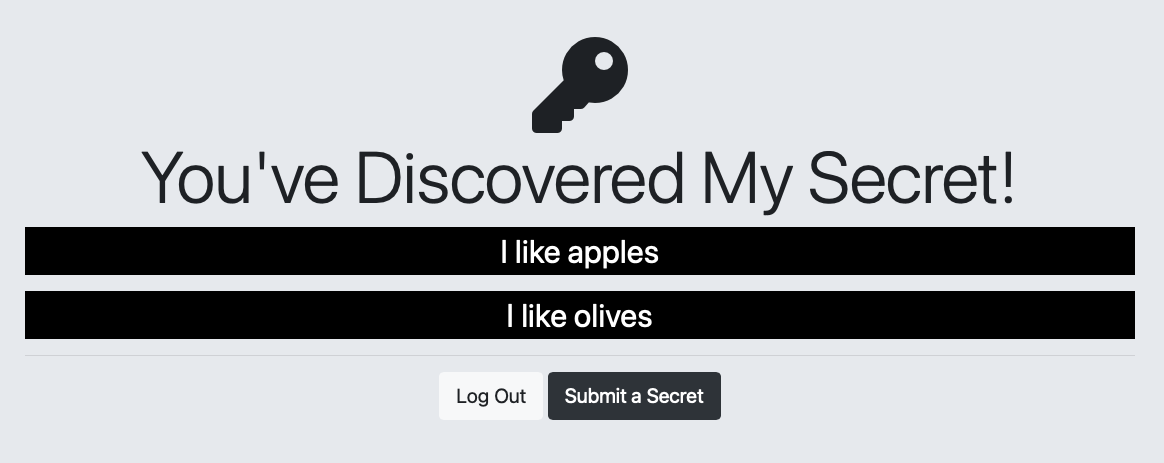 You've Discovered My Secret!
I like apples
I like olives
Log Out Submit a Secret